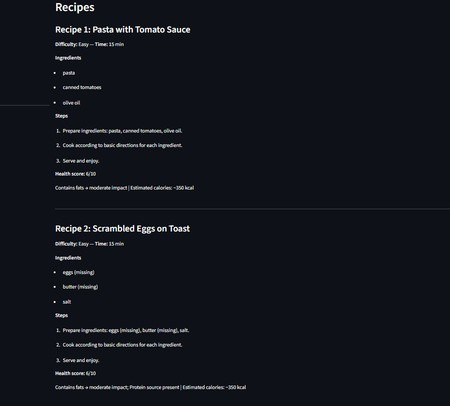 Recipes
Recipe 1: Pasta with Tomato Sauce
Difficulty: Easy — Time: 15 min
Ingredients
• pasta
• canned tomatoes
• olive oil
Steps
1. Prepare ingredients: pasta, canned tomatoes, olive oil.
2. Cook according to basic directions for each ingredient.
3. Serve and enjoy.
Health score: 6/10
Contains fats → moderate impact | Estimated calories: ~350 kcal
Recipe 2: Scrambled Eggs on Toast
Difficulty: Easy — Time: 15 min
Ingredients
• eggs (missing)
• butter (missing)
• salt
Steps
1. Prepare ingredients: eggs (missing), butter (missing), salt.
2. Cook according to basic directions for each ingredient.
3. Serve and enjoy.
Health score: 6/10
Contains fats → moderate impact; Protein source present | Estimated calories: ~350 kcal